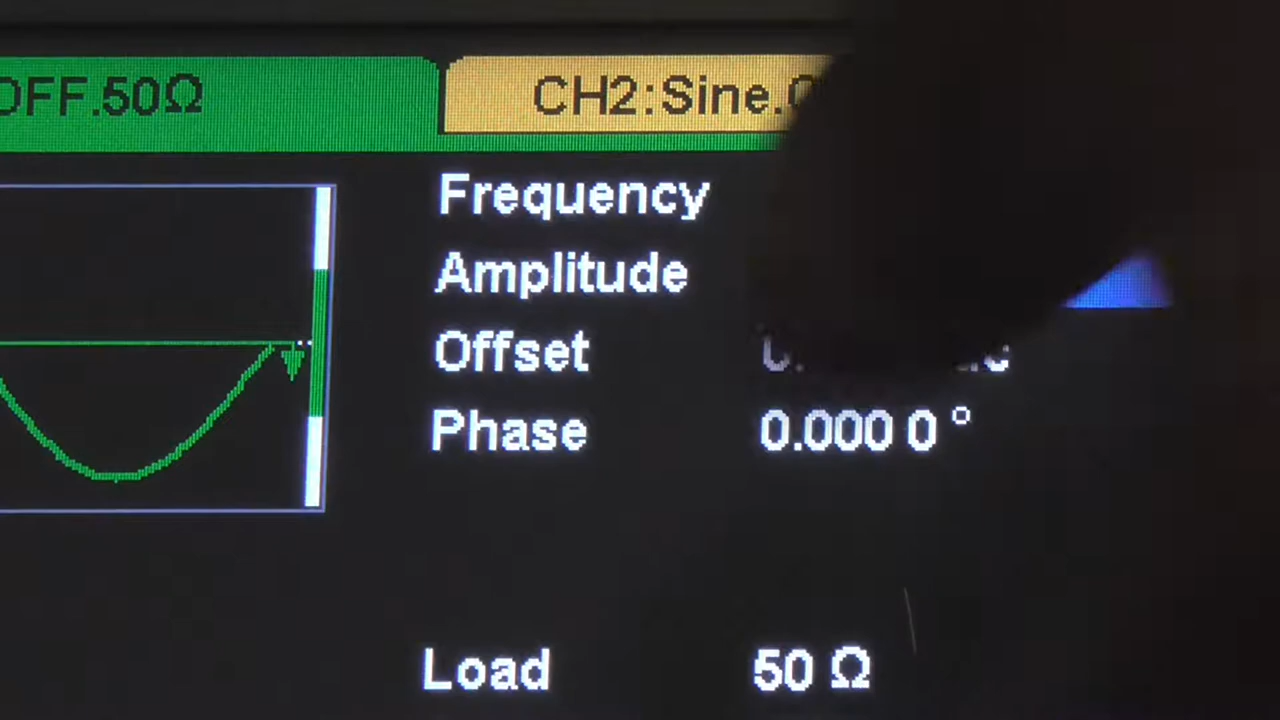 OFF.50Ω
CH2:Sine.
Frequency
Amplitude
Offset
Phase 0.000 0 °
Load 50 Ω